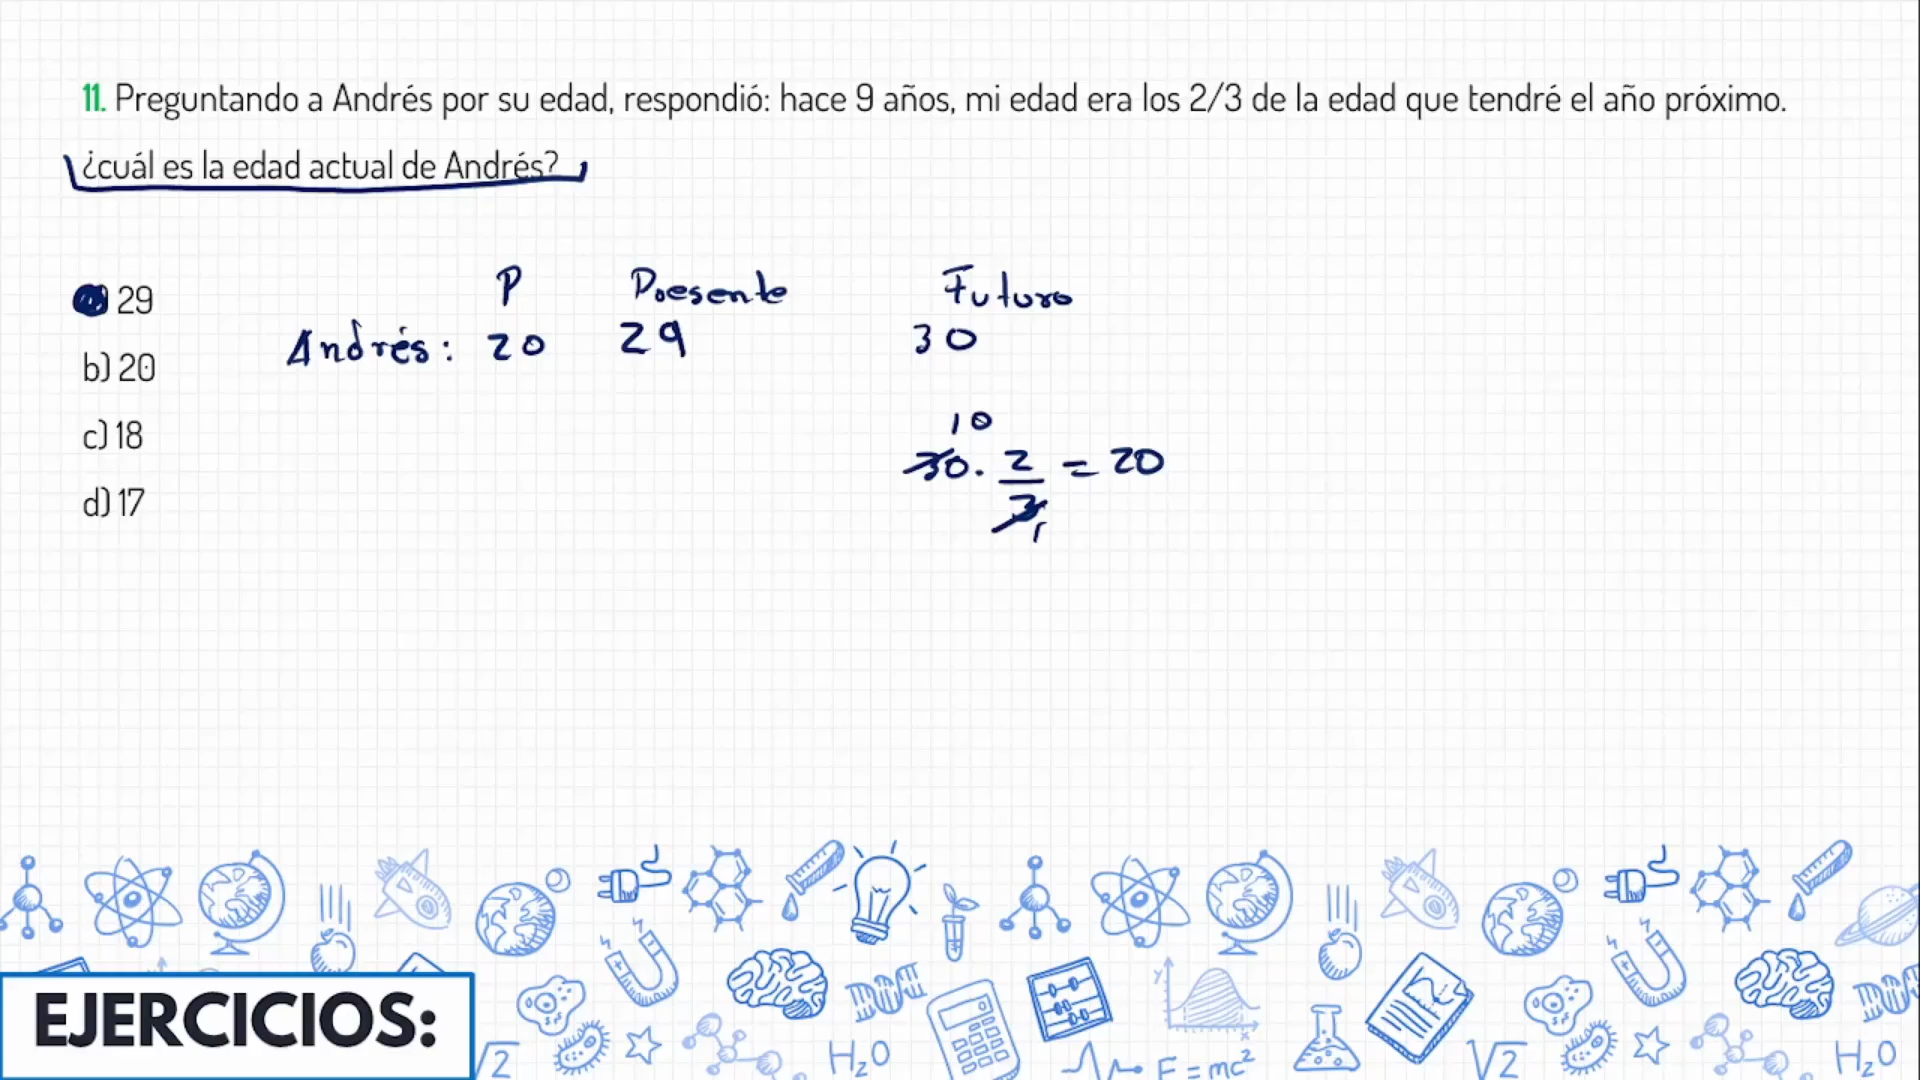 11. Preguntando a Andrés por su edad, respondió: hace 9 años, mi edad era los 2/3 de la edad que tendré el año próximo.
¿cuál es la edad actual de Andrés?
29
b) 20
c) 18
d) 17
P Presente Futuro
Andrés: 20 29 30
10
30. 2/3 = 20
1
EJERCICIOS:
√2
H₂O
y
x
F = mc²
√2
H₂O